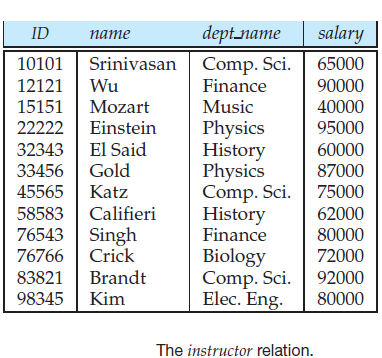 ID name dept_name salary
10101 Srinivasan Comp. Sci. 65000
12121 Wu Finance 90000
15151 Mozart Music 40000
22222 Einstein Physics 95000
32343 El Said History 60000
33456 Gold Physics 87000
45565 Katz Comp. Sci. 75000
58583 Califieri History 62000
76543 Singh Finance 80000
76766 Crick Biology 72000
83821 Brandt Comp. Sci. 92000
98345 Kim Elec. Eng. 80000
The instructor relation.